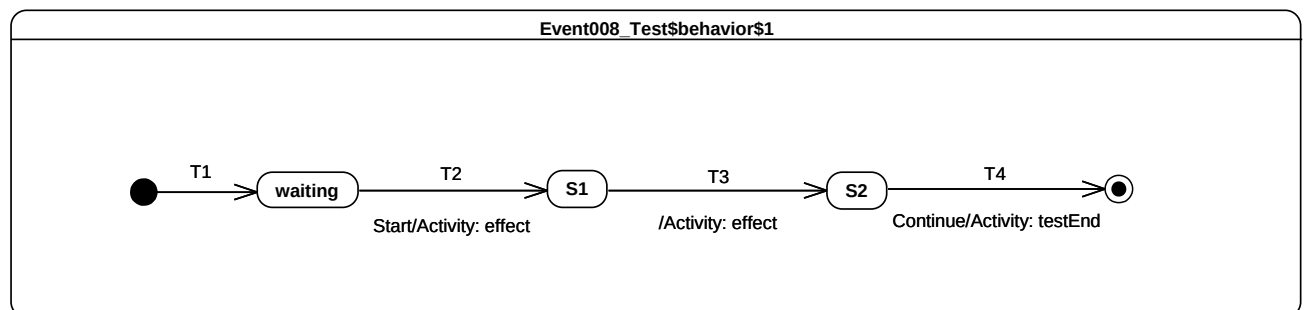 Event008_Test$behavior$1
T1
T2
T3
T4
waiting
S1
S2
Start/Activity: effect
/Activity: effect
Continue/Activity: testEnd